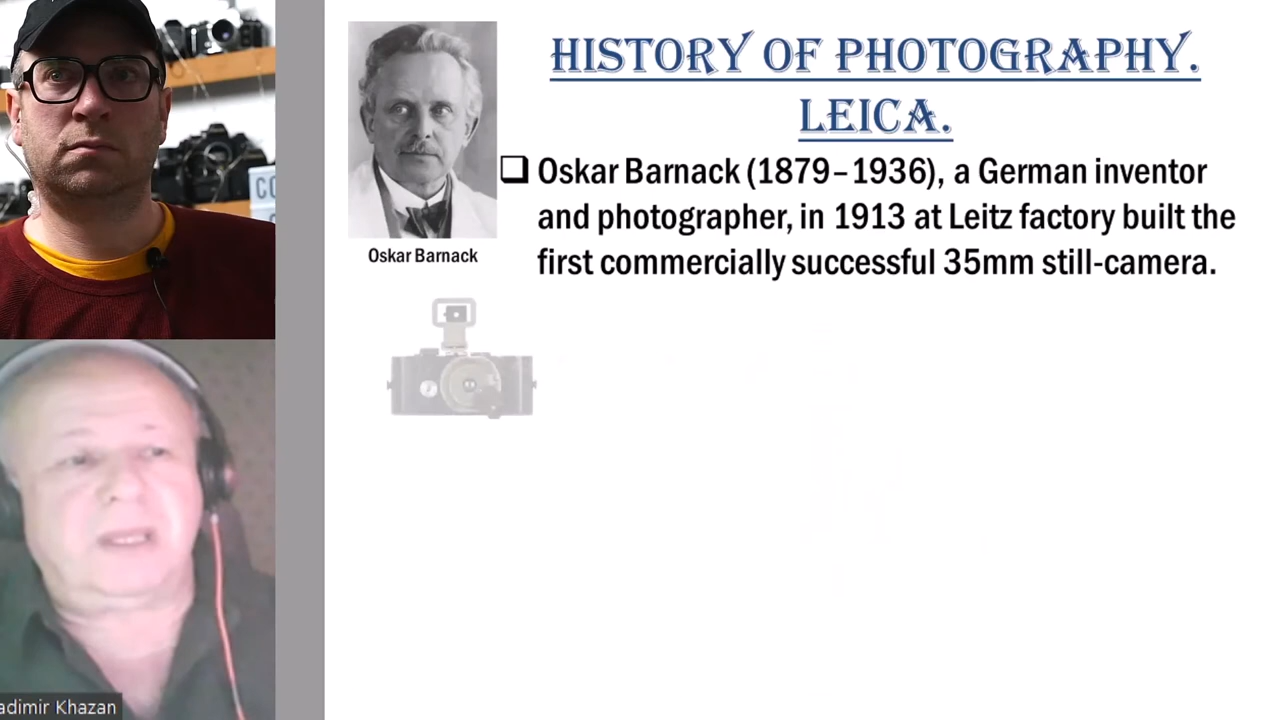 HISTORY OF PHOTOGRAPHY.
LEICA.
❑ Oskar Barnack (1879–1936), a German inventor
and photographer, in 1913 at Leitz factory built the
first commercially successful 35mm still-camera.
Oskar Barnack
CO
adimir Khazan